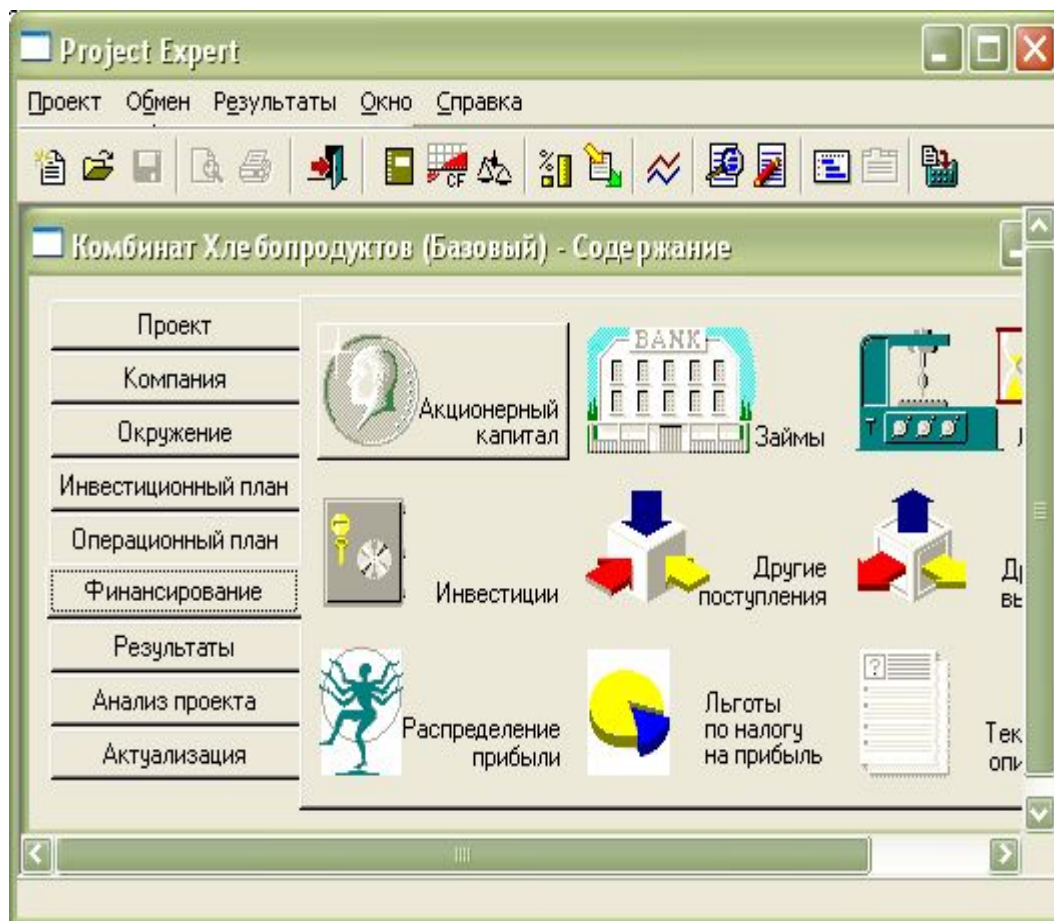 Project Expert
Проект Обмен Результаты Окно Справка
CF
Комбинат Хлебопродуктов (Базовый) - Содержание
Проект
Компания
Окружение
Инвестиционный план
Операционный план
Финансирование
Результаты
Анализ проекта
Актуализация
Акционерный
капитал
BANK
Займы
Инвестиции
Другие
поступления
Распределение
прибыли
Льготы
по налогу
на прибыль